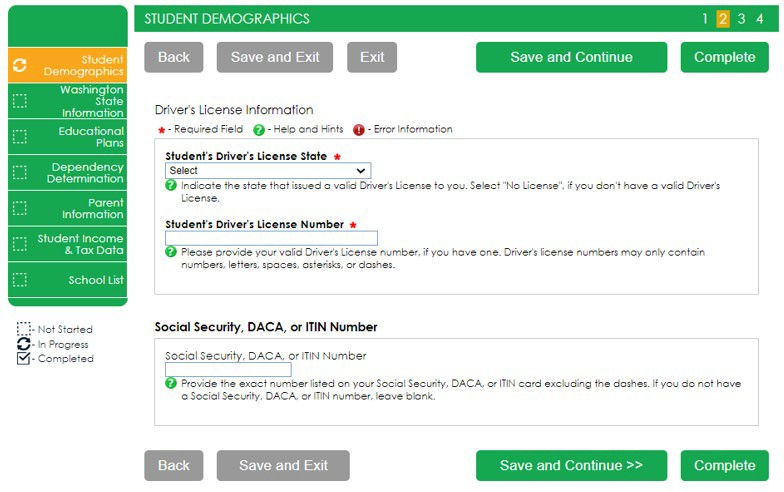 STUDENT DEMOGRAPHICS 1 2 3 4
Back Save and Exit Exit Save and Continue Complete
Student
Demographics
Washington
State
Information
Educational
Plans
Dependency
Determination
Parent
Information
Student Income
& Tax Data
School List
- Not Started
- In Progress
- Completed
Driver's License Information
* - Required Field ? - Help and Hints ! - Error Information
Student's Driver's License State *
Select
? Indicate the state that issued a valid Driver's License to you. Select "No License", if you don't have a valid Driver's
License.
Student's Driver's License Number *
? Please provide your valid Driver's License number, if you have one. Driver's license numbers may only contain
numbers, letters, spaces, asterisks, or dashes.
Social Security, DACA, or ITIN Number
Social Security, DACA, or ITIN Number
? Provide the exact number listed on your Social Security, DACA, or ITIN card excluding the dashes. If you do not have
a Social Security, DACA, or ITIN number, leave blank.
Back Save and Exit Save and Continue >> Complete